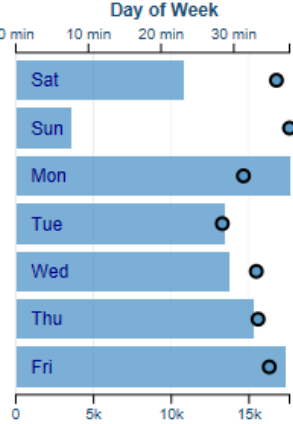 Day of Week
0 min 10 min 20 min 30 min
Sat
Sun
Mon
Tue
Wed
Thu
Fri
0 5k 10k 15k